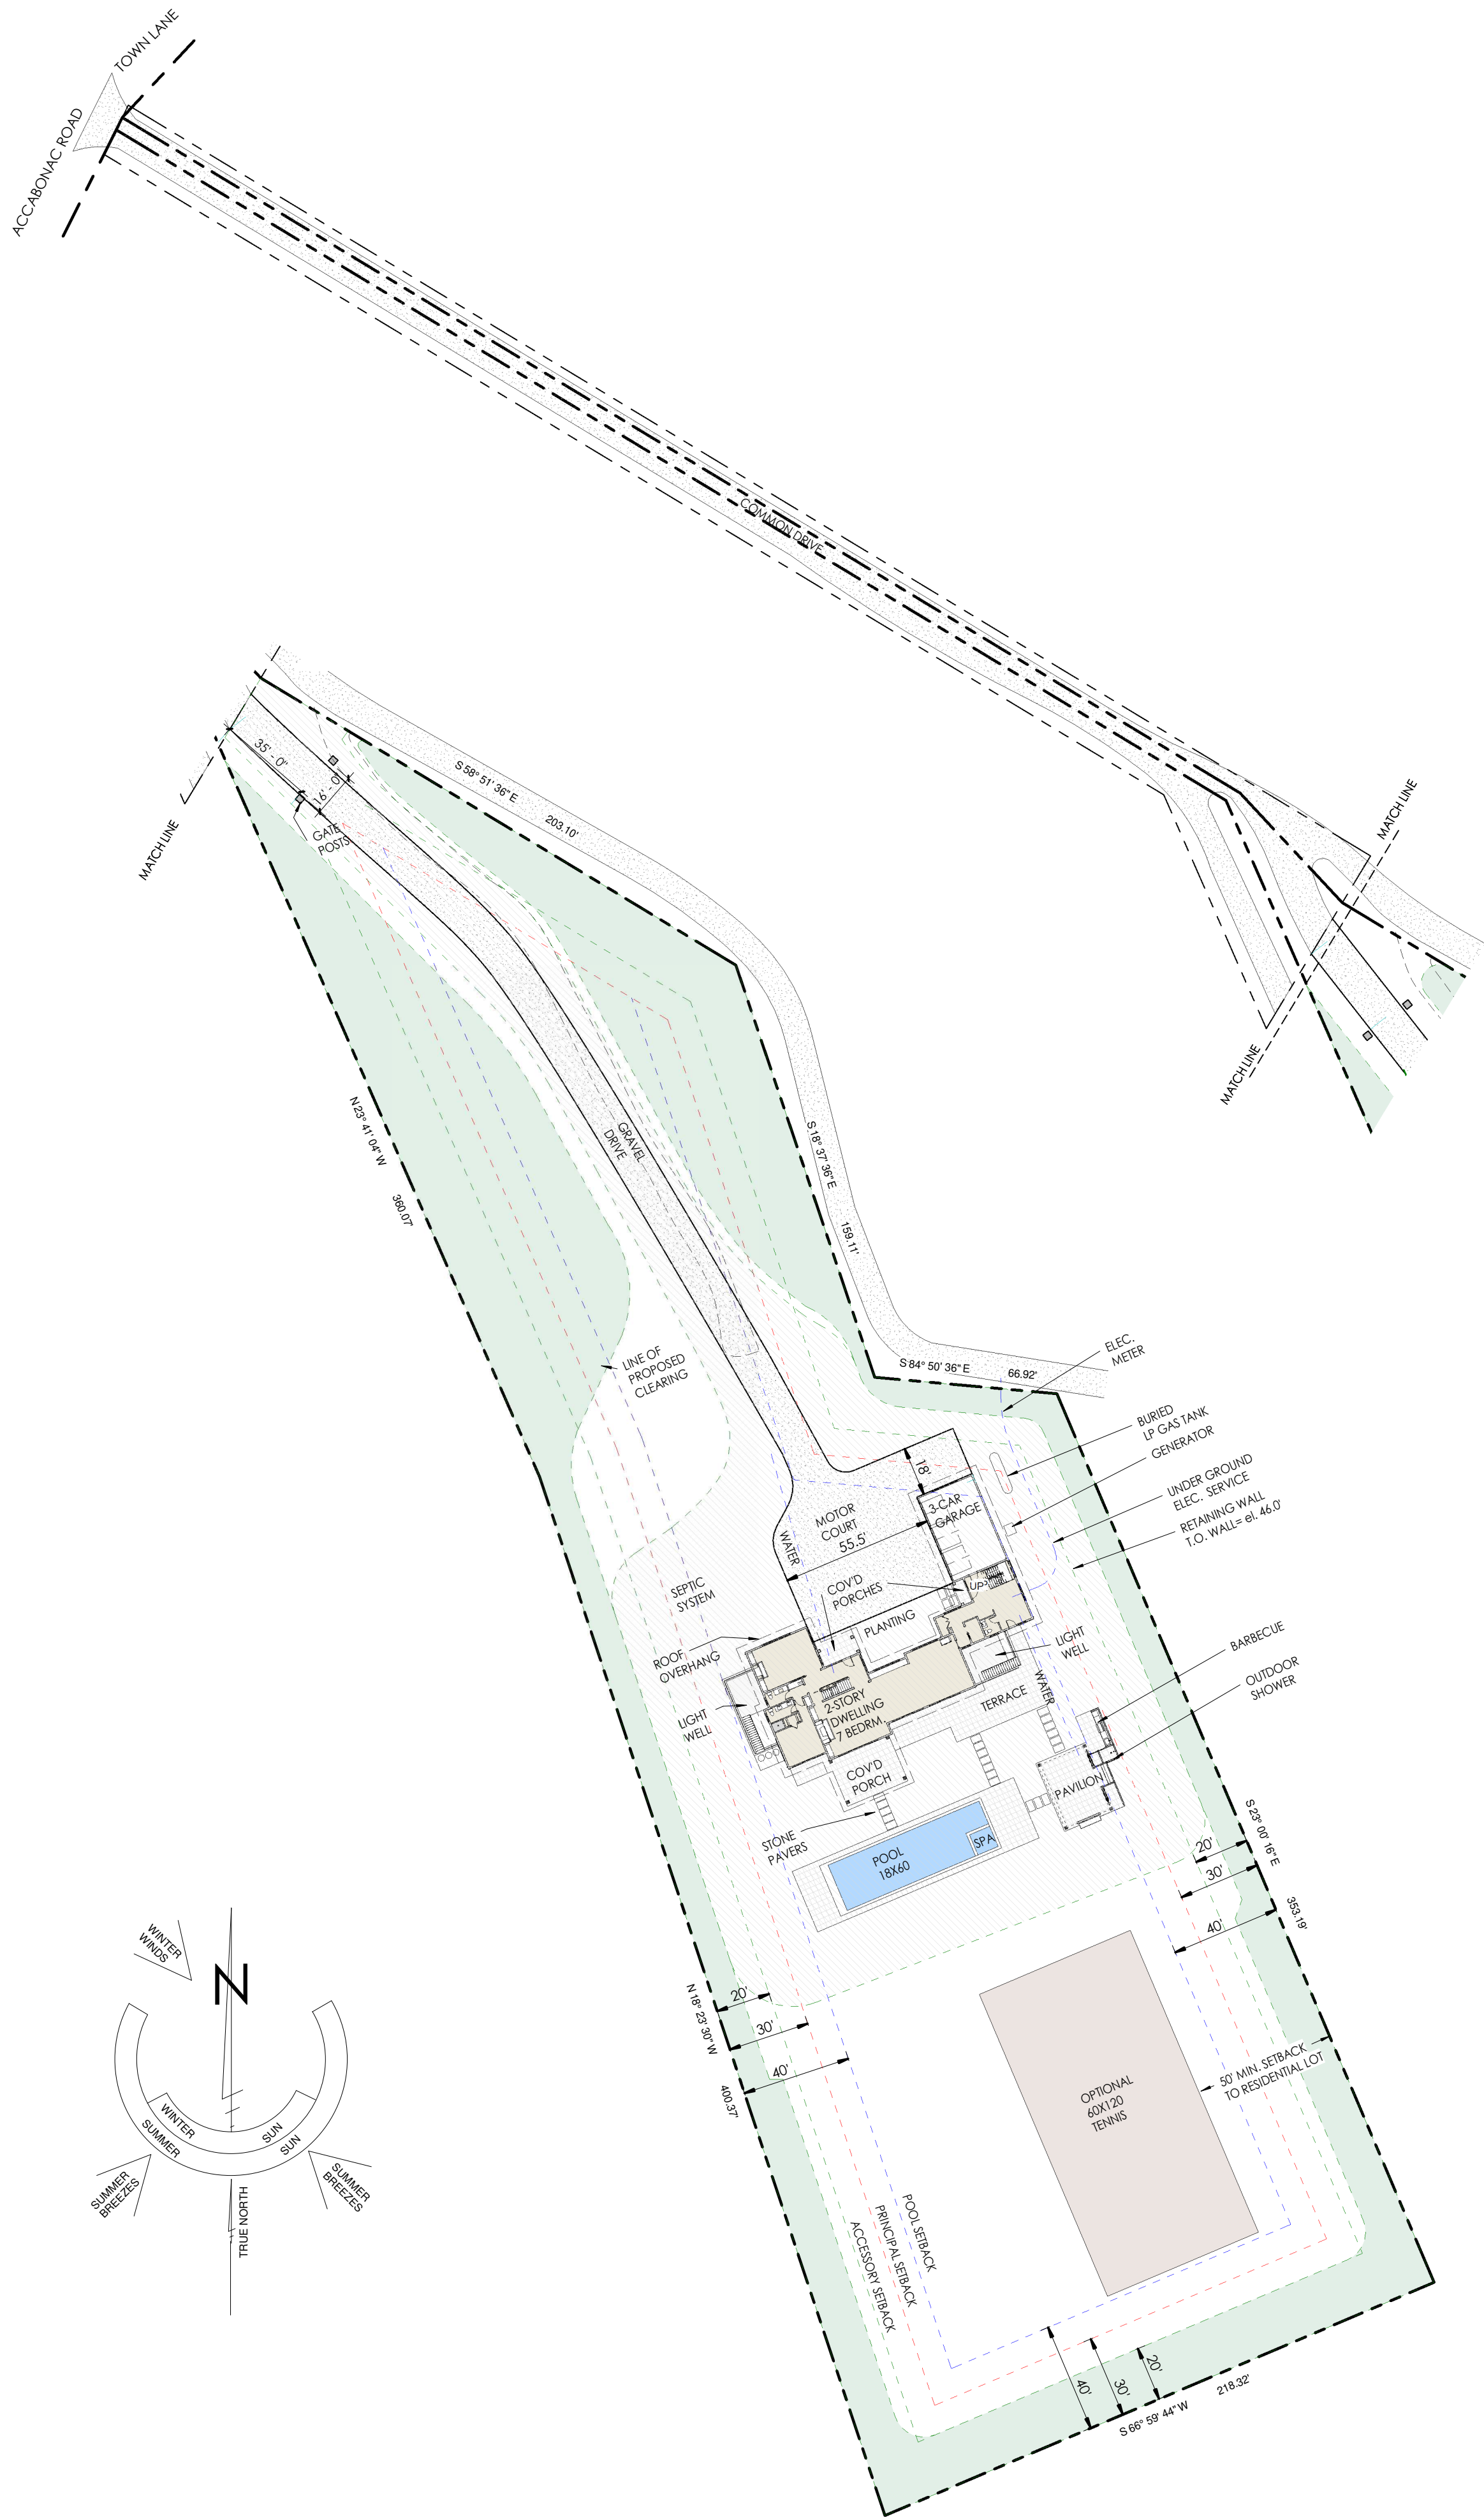 TOWN LANE
ACCABONAC ROAD
COMMON DRIVE
MATCH LINE
MATCH LINE
MATCH LINE
35' - 0"
16' - 0"
GATE
POSTS
S 58° 51' 36" E
203.10'
N 23° 41' 04" W
360.07'
GRAVEL
DRIVE
S 18° 37' 36" E
159.11'
S 84° 50' 36" E
66.92'
LINE OF
PROPOSED
CLEARING
ELEC.
METER
BURIED
LP GAS TANK
GENERATOR
UNDER GROUND
ELEC. SERVICE
RETAINING WALL
T.O. WALL= el. 46.0'
18'
3-CAR
GARAGE
MOTOR
COURT
55.5'
WATER
COV'D
PORCHES
UP
SEPTIC
SYSTEM
PLANTING
ROOF
OVERHANG
LIGHT
WELL
BARBECUE
OUTDOOR
SHOWER
LIGHT
WELL
2-STORY
DWELLING
7 BEDRM.
TERRACE
WATER
COV'D
PORCH
PAVILION
STONE
PAVERS
POOL
18X60
SPA
S 23° 00' 16" E
353.19'
20'
30'
40'
N 18° 23' 30" W
400.37'
20'
30'
40'
OPTIONAL
60X120
TENNIS
50' MIN. SETBACK
TO RESIDENTIAL LOT
POOL SETBACK
PRINCIPAL SETBACK
ACCESSORY SETBACK
40'
30'
20'
S 66° 59' 44" W
218.32'
WINTER
WINDS
N
WINTER
SUN
SUMMER
SUN
SUMMER
BREEZES
SUMMER
BREEZES
TRUE NORTH